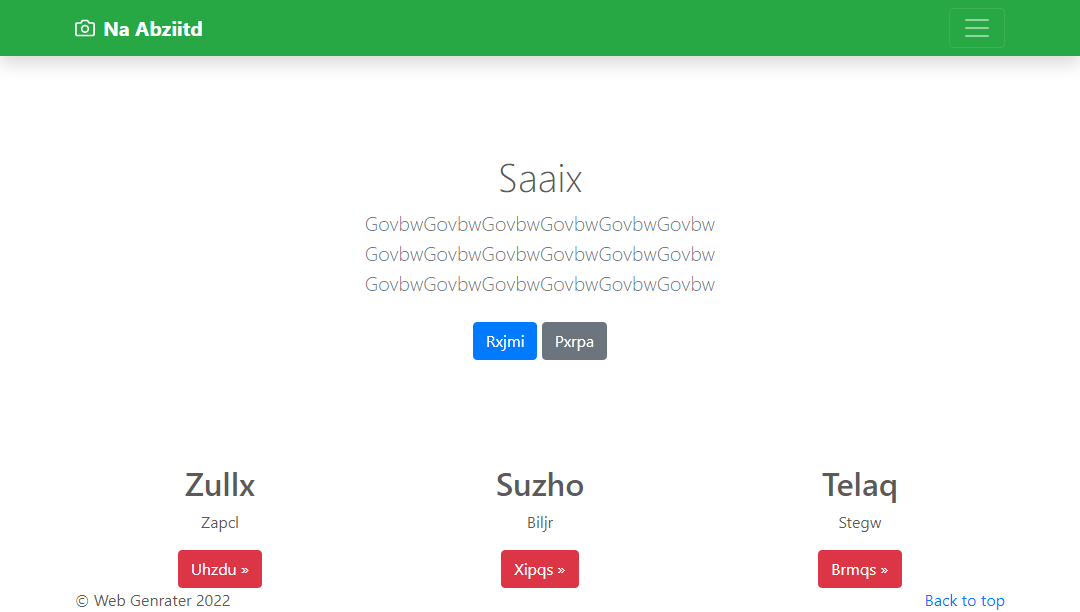 Na Abziitd
Saaix
GovbwGovbwGovbwGovbwGovbwGovbw
GovbwGovbwGovbwGovbwGovbwGovbw
GovbwGovbwGovbwGovbwGovbwGovbw
Rxjmi Pxrpa
Zullx Suzho Telaq
Zapcl Biljr Stegw
Uhzdu » Xipqs » Brmqs »
© Web Genrater 2022 Back to top